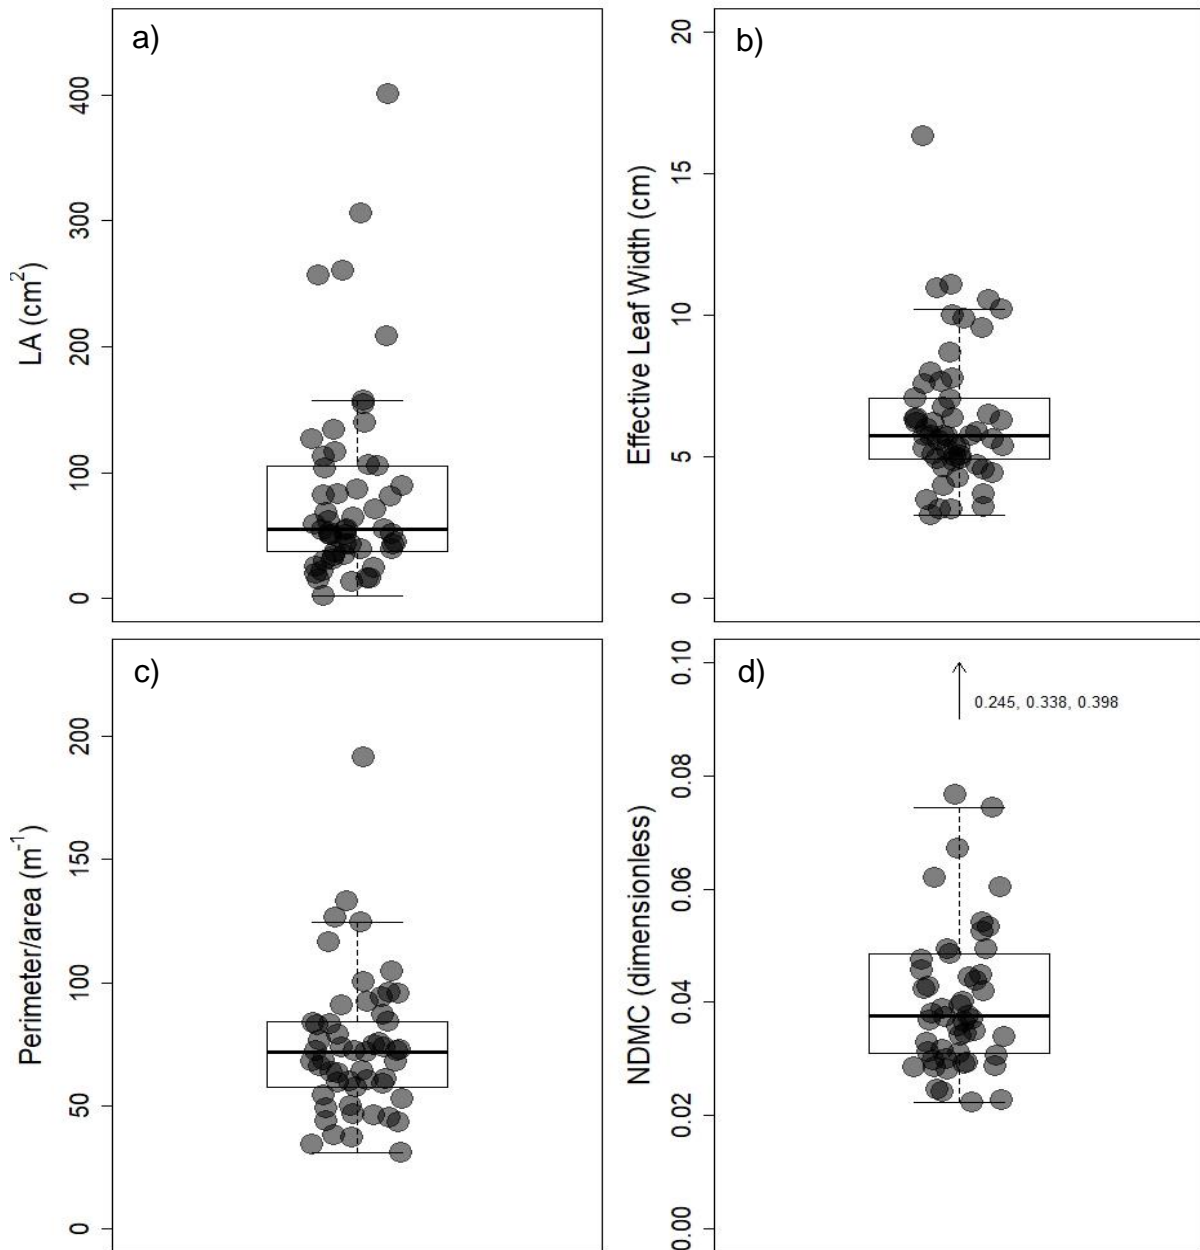 a)
400
300
200
100
0
LA (cm²)
b)
20
15
10
5
0
Effective Leaf Width (cm)
c)
200
150
100
50
0
Perimeter/area (m⁻¹)
d)
0.10
0.08
0.06
0.04
0.02
0.00
NDMC (dimensionless)
0.245, 0.338, 0.398